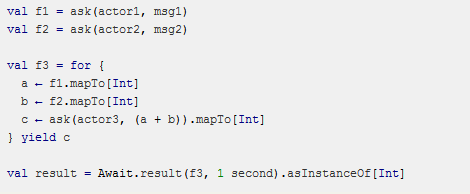 val f1 = ask(actor1, msg1)
val f2 = ask(actor2, msg2)

val f3 = for {
  a ← f1.mapTo[Int]
  b ← f2.mapTo[Int]
  c ← ask(actor3, (a + b)).mapTo[Int]
} yield c

val result = Await.result(f3, 1 second).asInstanceOf[Int]